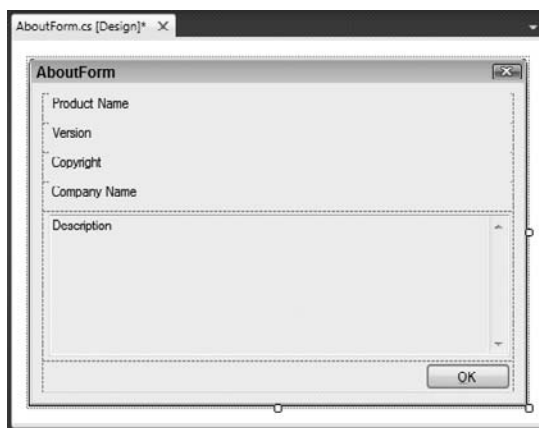 AboutForm.cs [Design]*
AboutForm
Product Name
Version
Copyright
Company Name
Description
OK